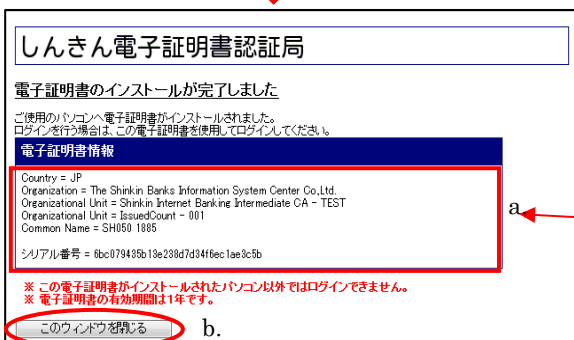 しんきん電子証明書認証局
電子証明書のインストールが完了しました
ご使用のパソコンへ電子証明書がインストールされました。
ログインを行う場合は、この電子証明書を使用してログインしてください。
電子証明書情報
Country = JP
Organization = The Shinkin Banks Information System Center Co.,Ltd.
Organizational Unit = Shinkin Internet Banking Intermediate CA - TEST
Organizational Unit = IssuedCount - 001
Common Name = SH050 1885
シリアル番号 = 6bc079435b13e238d7d34f6ec1ae3c5b
a.
※ この電子証明書がインストールされたパソコン以外ではログインできません。
※ 電子証明書の有効期間は1年です。
このウィンドウを閉じる
b.